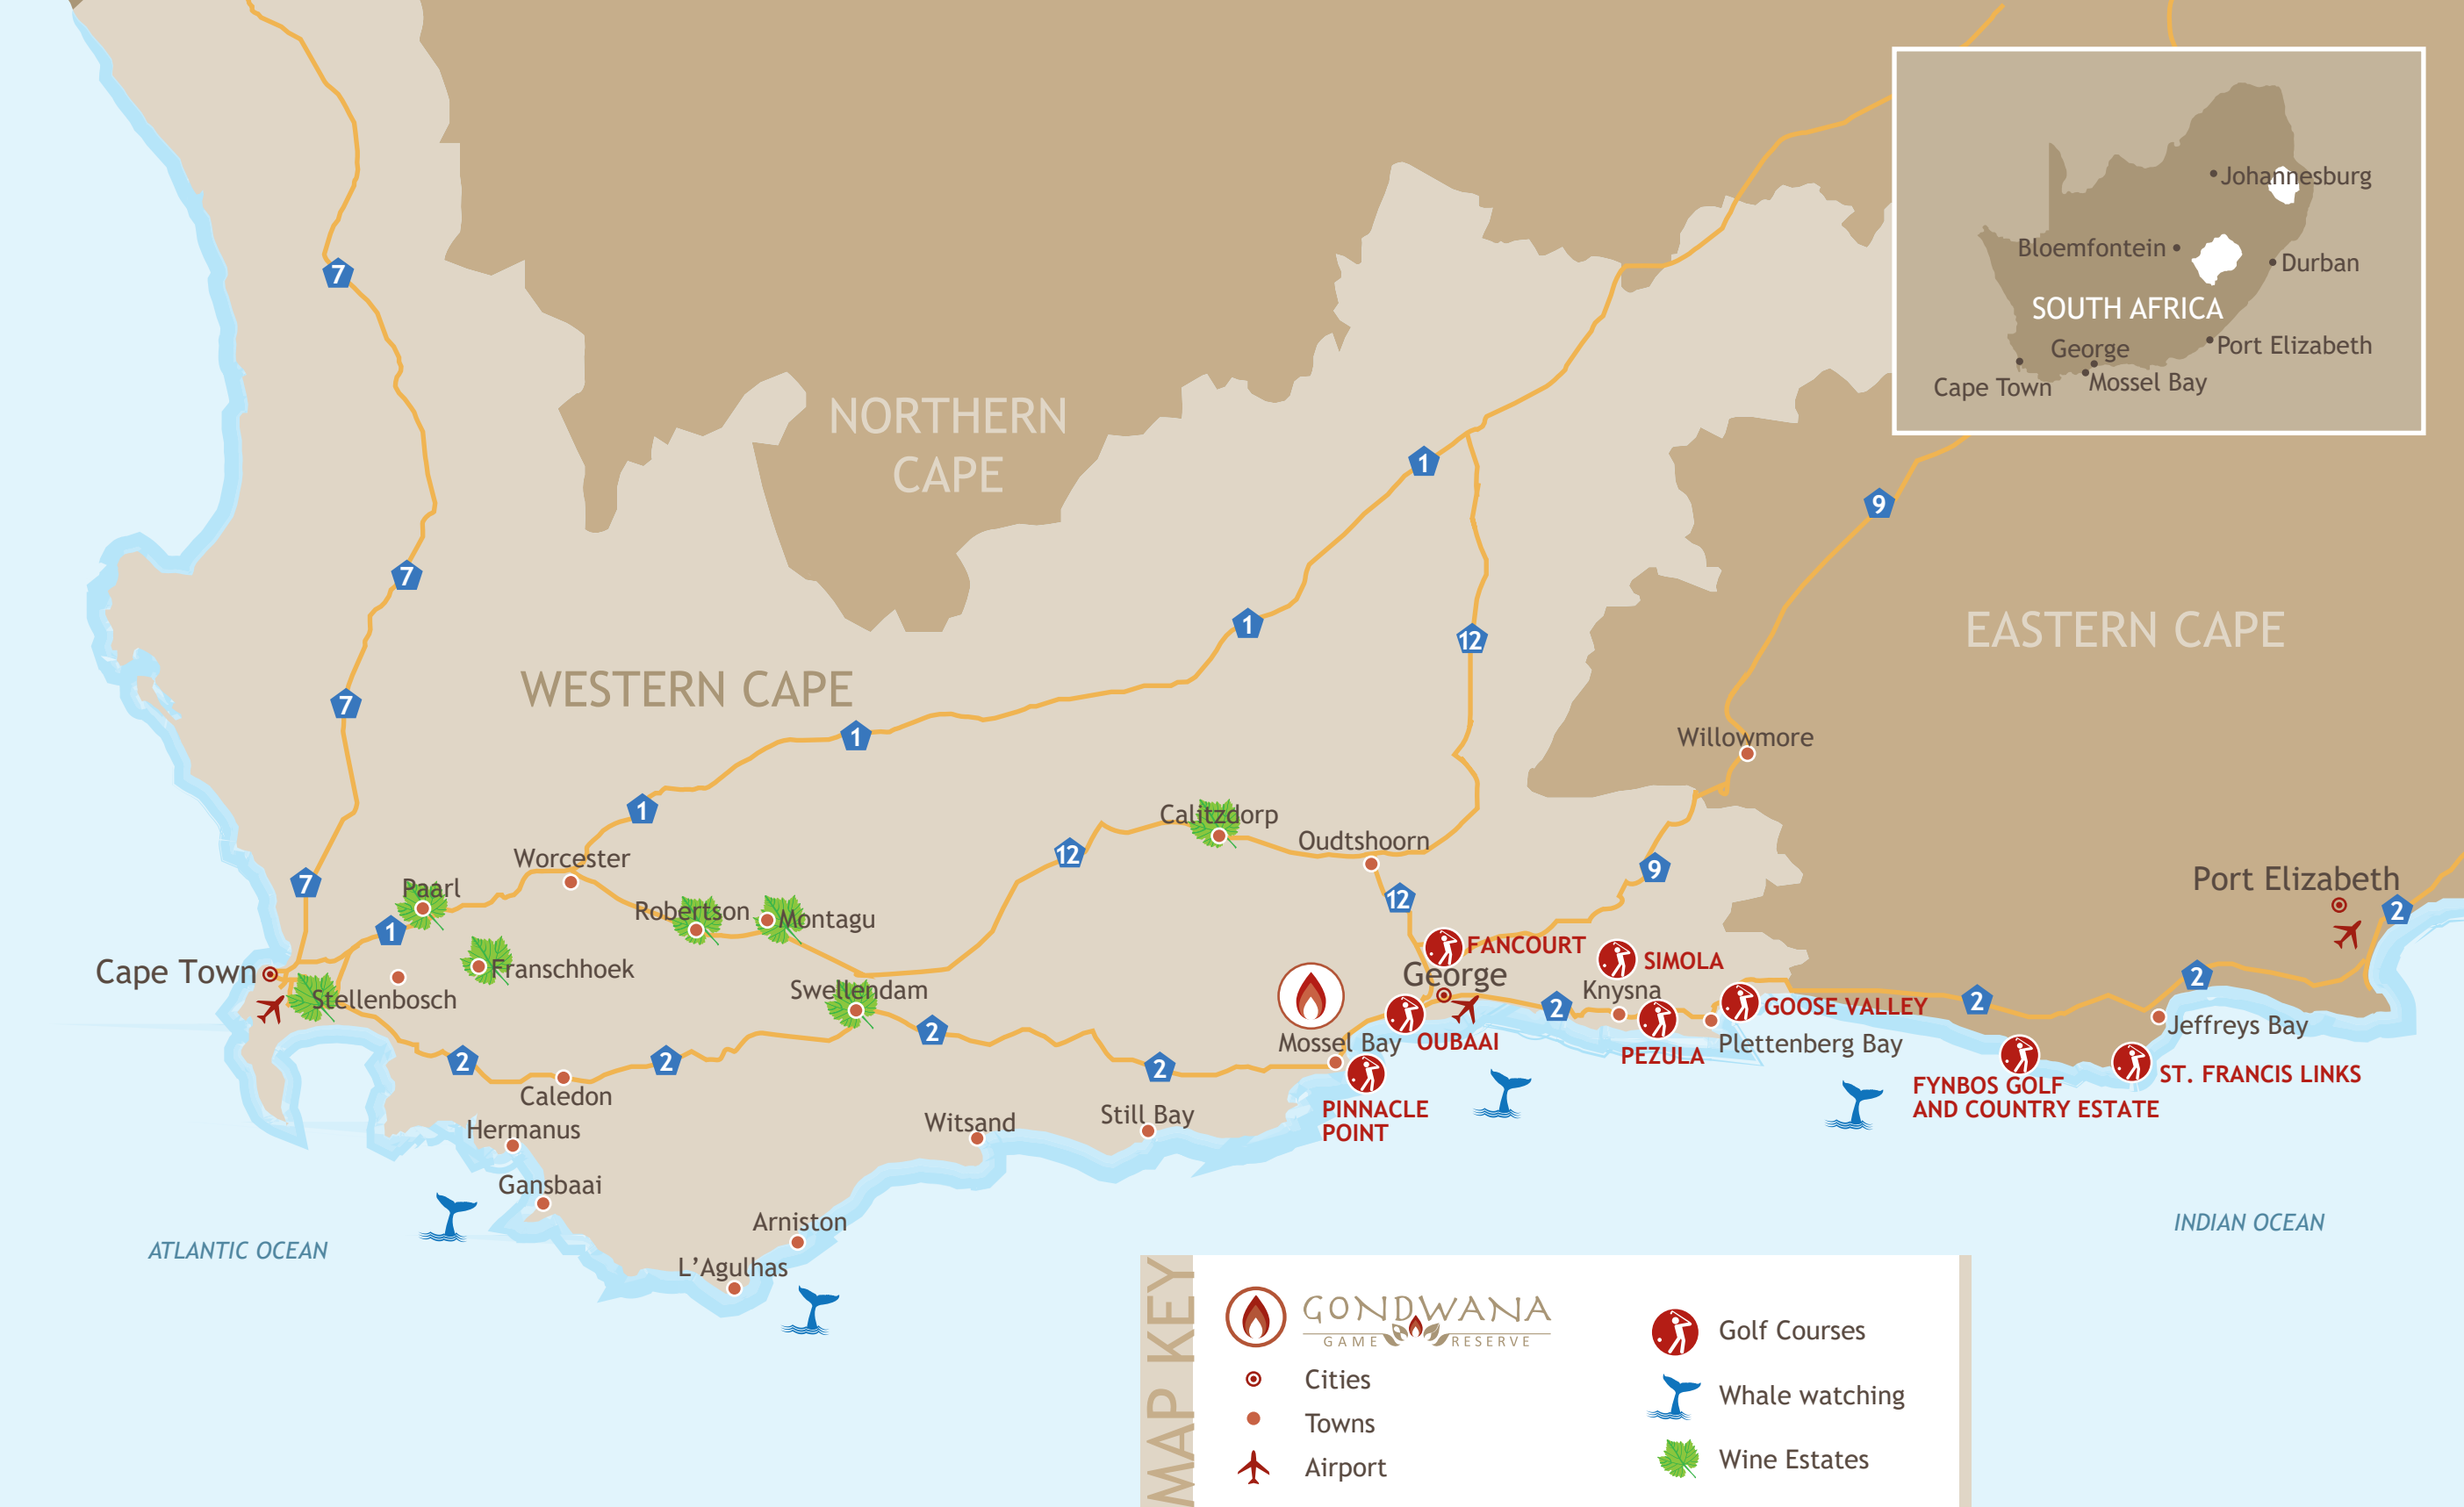 Johannesburg
Bloemfontein
Durban
SOUTH AFRICA
George
Port Elizabeth
Cape Town
Mossel Bay
7
NORTHERN
CAPE
1
9
7
1
12
EASTERN CAPE
WESTERN CAPE
7
1
Willowmore
1
Calitzdorp
Oudtshoorn
12
Worcester
9
7
Paarl
12
Port Elizabeth
2
Robertson
Montagu
1
FANCOURT
SIMOLA
Cape Town
Franschhoek
George
2
Stellenbosch
Swellendam
Knysna
2
2
GOOSE VALLEY
2
Jeffreys Bay
Mossel Bay
OUBAAI
PEZULA
Plettenberg Bay
2
2
2
ST. FRANCIS LINKS
FYNBOS GOLF
AND COUNTRY ESTATE
Caledon
PINNACLE
POINT
Hermanus
Witsand
Still Bay
Gansbaai
Arniston
L’Agulhas
ATLANTIC OCEAN
INDIAN OCEAN
MAP KEY
GONDWANA
GAME RESERVE
Cities
Towns
Airport
Golf Courses
Whale watching
Wine Estates